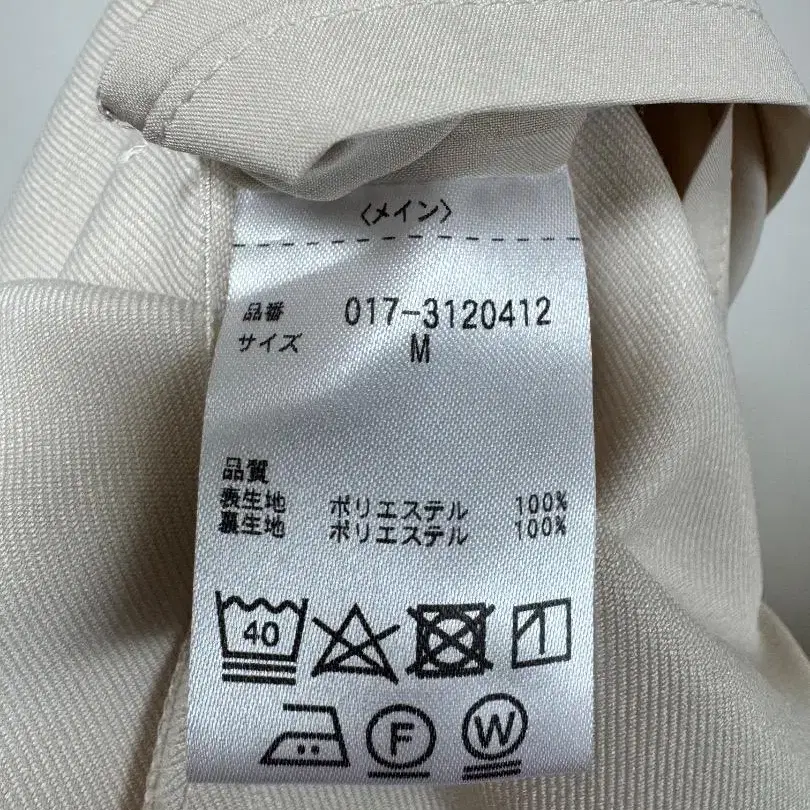 〈メイン〉
品番 017-3120412
サイズ M
品質
表生地 ポリエステル 100%
裏生地 ポリエステル 100%
40
F W